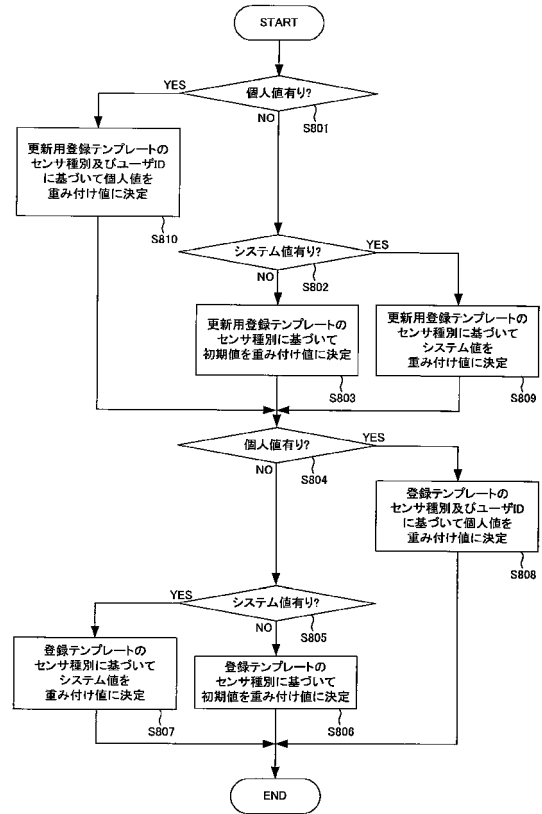 START
個人値有り?
YES
NO
S801
更新用登録テンプレートの
センサ種別及びユーザID
に基づいて個人値を
重み付け値に決定
S810
システム値有り?
YES
NO
S802
更新用登録テンプレートの
センサ種別に基づいて
初期値を重み付け値に決定
S803
更新用登録テンプレートの
センサ種別に基づいて
システム値を
重み付け値に決定
S809
個人値有り?
YES
NO
S804
登録テンプレートの
センサ種別及びユーザID
に基づいて個人値を
重み付け値に決定
S808
システム値有り?
YES
NO
S805
登録テンプレートの
センサ種別に基づいて
システム値を
重み付け値に決定
S807
登録テンプレートの
センサ種別に基づいて
初期値を重み付け値に決定
S806
END